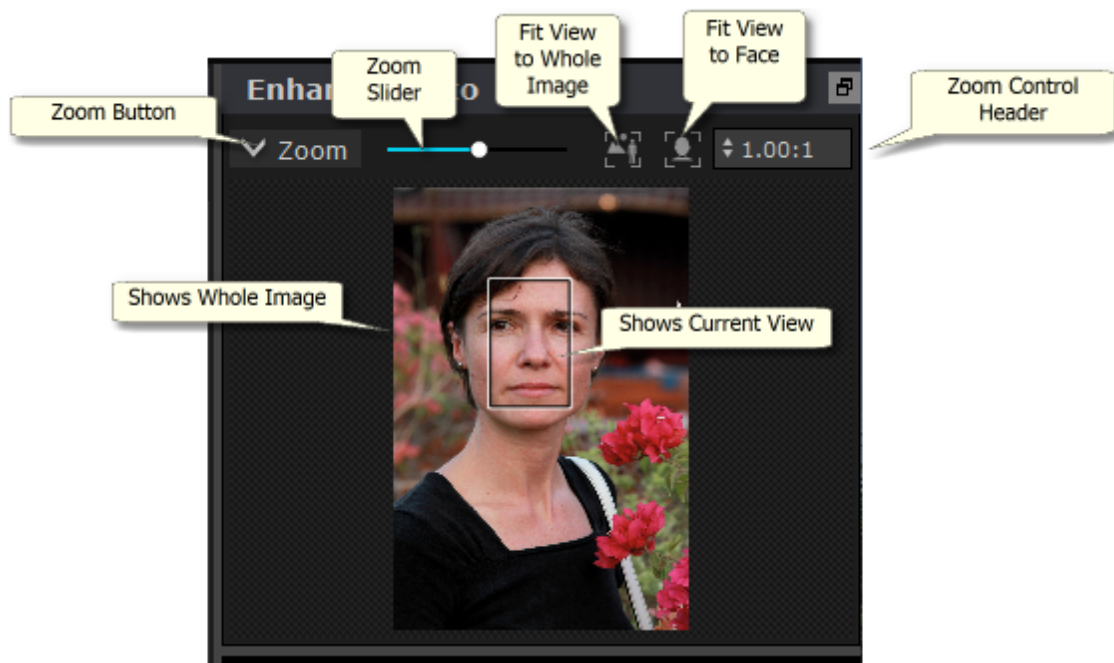 Fit View
to Whole
Image
Fit View
to Face
Zoom
Slider
Zoom Button
Zoom Control
Header
Zoom
1.00:1
Shows Whole Image
Shows Current View